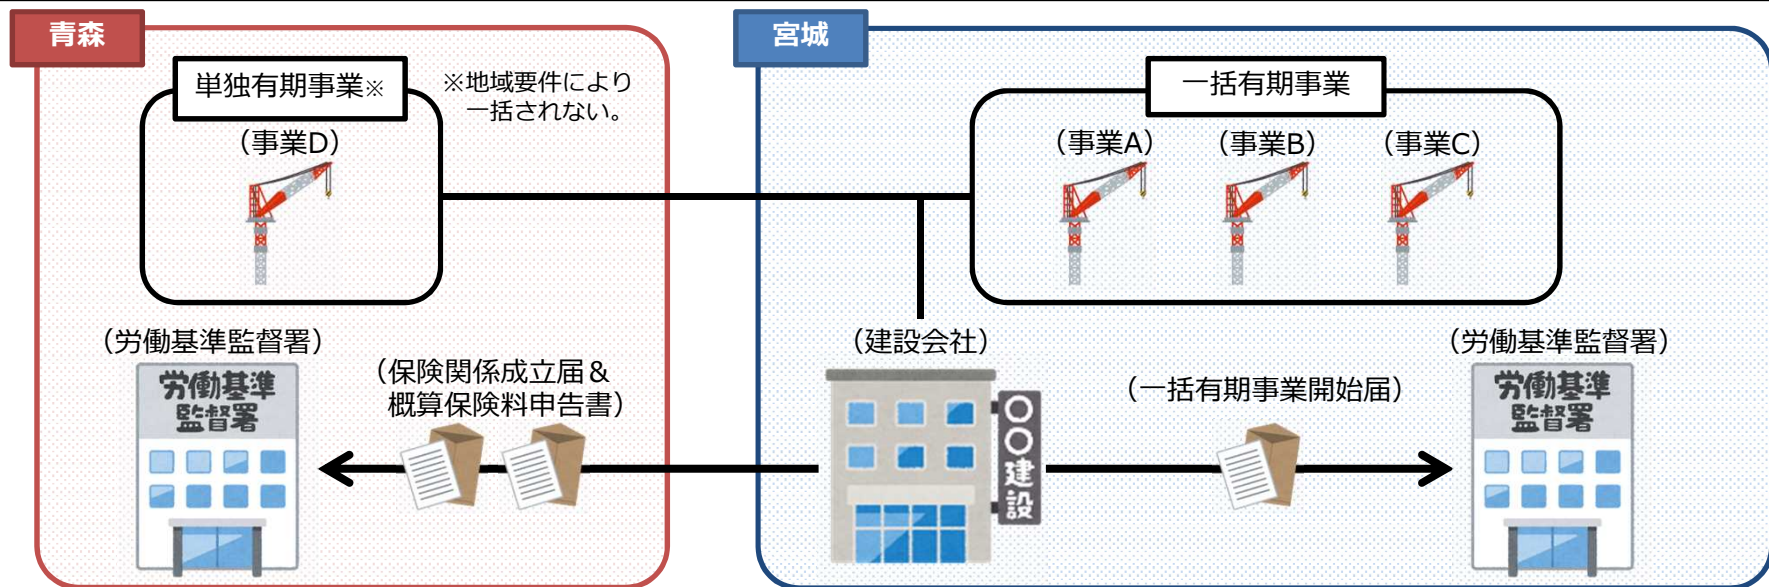 青森
単独有期事業※
※地域要件により
一括されない。
（事業D）
（労働基準監督署）
労働基準
監督署
（保険関係成立届＆
概算保険料申告書）
宮城
一括有期事業
（事業A）
（事業B）
（事業C）
（建設会社）
〇〇建設
（一括有期事業開始届）
（労働基準監督署）
労働基準
監督署